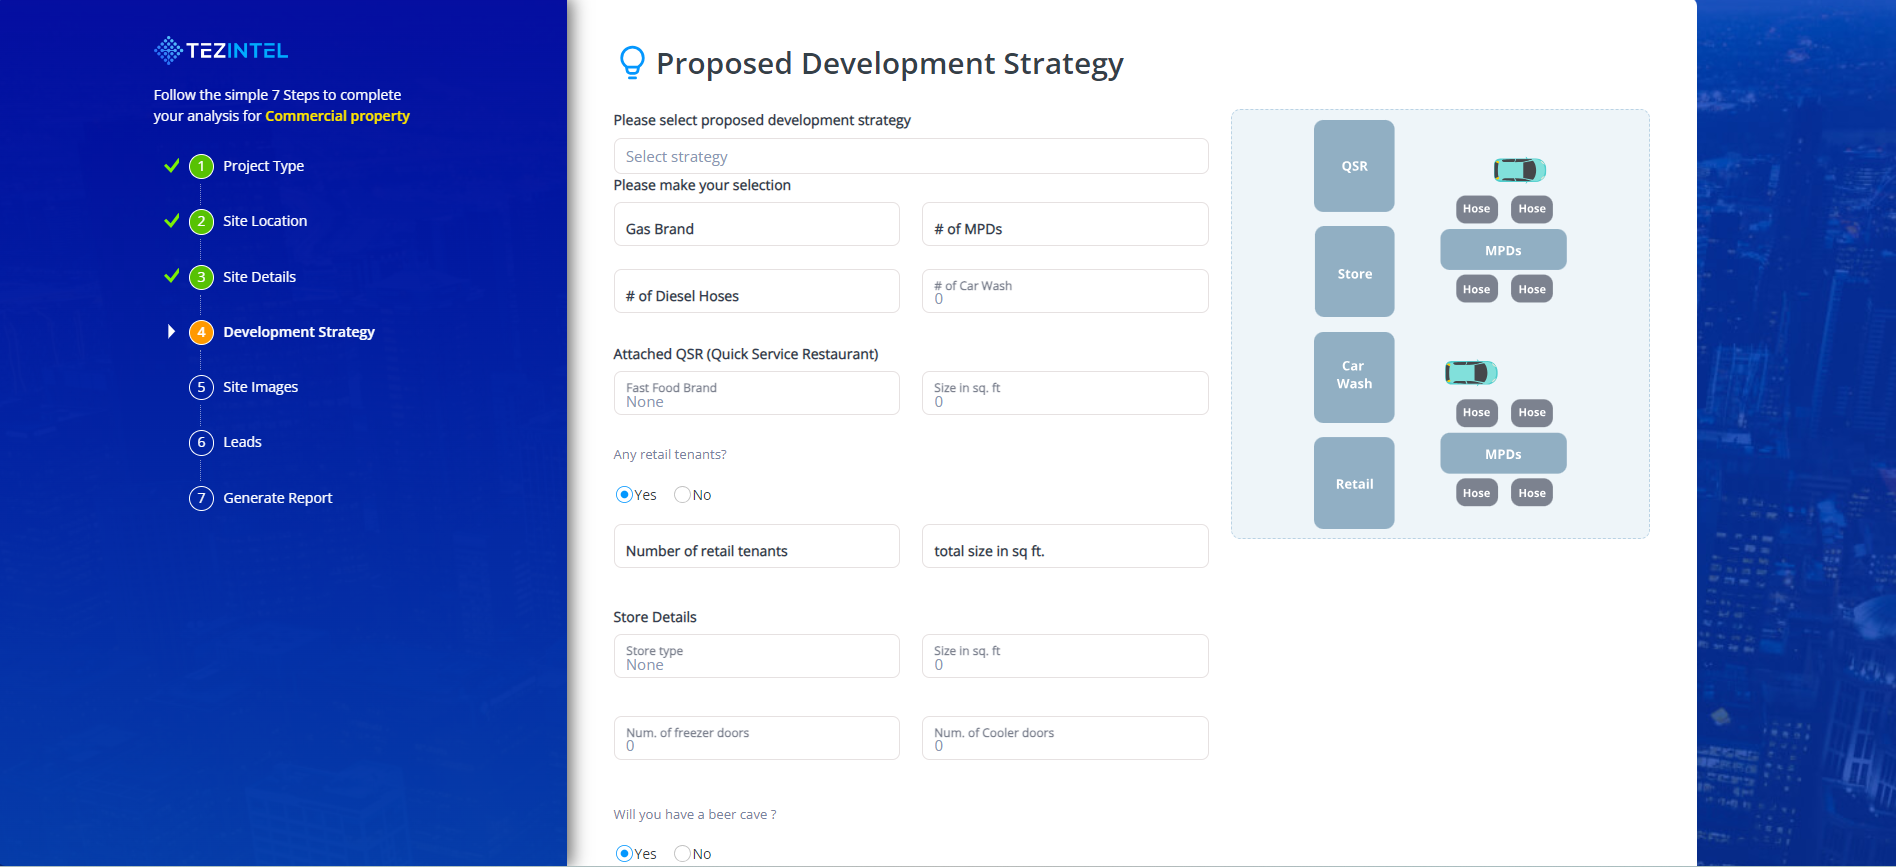 TEZINTEL
Follow the simple 7 Steps to complete
your analysis for Commercial property
1 Project Type
2 Site Location
3 Site Details
4 Development Strategy
5 Site Images
6 Leads
7 Generate Report
Proposed Development Strategy
Please select proposed development strategy
Select strategy
Please make your selection
Gas Brand
# of MPDs
# of Diesel Hoses
# of Car Wash
0
Attached QSR (Quick Service Restaurant)
Fast Food Brand
None
Size in sq. ft
0
Any retail tenants?
Yes No
Number of retail tenants
total size in sq ft.
Store Details
Store type
None
Size in sq. ft
0
Num. of freezer doors
0
Num. of Cooler doors
0
Will you have a beer cave ?
Yes No
QSR
Store
Car
Wash
Retail
Hose Hose
MPDs
Hose Hose
Hose Hose
MPDs
Hose Hose